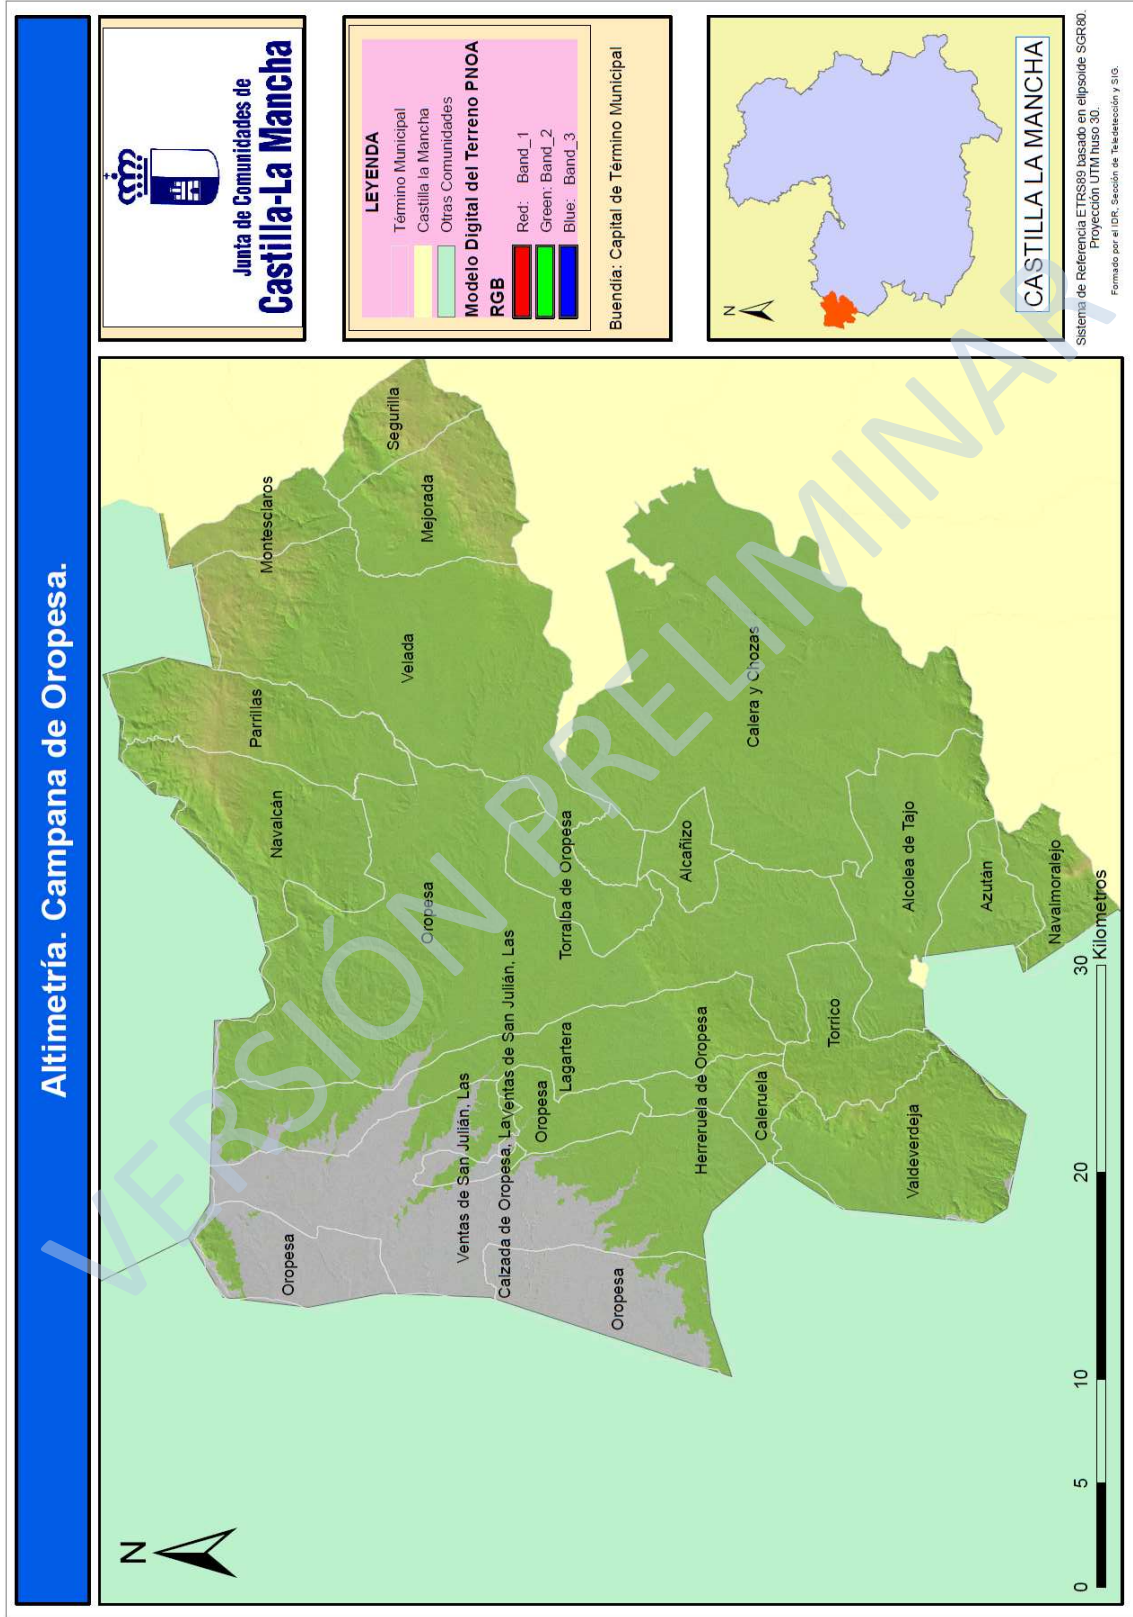 Altimetría. Campana de Oropesa.
Junta de Comunidades de
Castilla-La Mancha
LEYENDA
Término Municipal
Castilla la Mancha
Otras Comunidades
Modelo Digital del Terreno PNOA
RGB
Red: Band_1
Green: Band_2
Blue: Band_3
Buendía: Capital de Término Municipal
N
CASTILLA LA MANCHA
Sistema de Referencia ETRS89 basado en elipsoide SGR80.
Proyección UTM huso 30.
Formado por el IDR, Sección de Teledetección y SIG.
N
Montesclaros
Segurilla
Parrillas
Mejorada
Navalcán
Velada
Oropesa
Oropesa
Ventas de San Julián, Las
Calzada de Oropesa, La
Ventas de San Julián, Las
Oropesa
Lagartera
Torralba de Oropesa
Oropesa
Alcañizo
Herreruela de Oropesa
Calera y Chozas
Caleruela
Torrico
Valdeverdeja
Alcolea de Tajo
Azután
Navalmoralejo
0 5 10 20 30
Kilometros
VERSIÓN PRELIMINAR